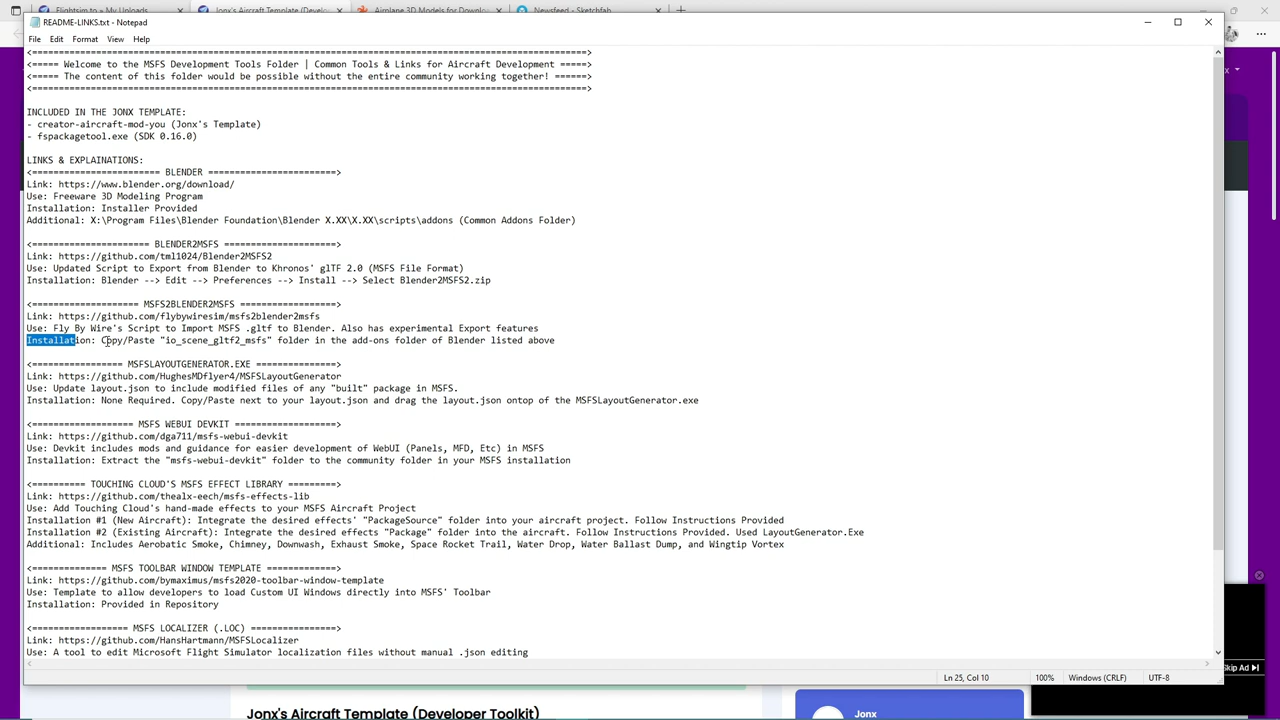 Flightsim.to » My Uploads
Jonx's Aircraft Template (Develop
Airplane 3D Models for Download
Newsfeed - Sketchfab
README-LINKS.txt - Notepad
File Edit Format View Help
<=======================================================================================================>
<===== Welcome to the MSFS Development Tools Folder | Common Tools & Links for Aircraft Development =====>
<===== The content of this folder would be possible without the entire community working together! =====>
<=======================================================================================================>
INCLUDED IN THE JONX TEMPLATE:
- creator-aircraft-mod-you (Jonx's Template)
- fspackagetool.exe (SDK 0.16.0)
LINKS & EXPLAINATIONS:
<========================= BLENDER =========================>
Link: https://www.blender.org/download/
Use: Freeware 3D Modeling Program
Installation: Installer Provided
Additional: X:\Program Files\Blender Foundation\Blender X.XX\X.XX\scripts\addons (Common Addons Folder)
<====================== BLENDER2MSFS =====================>
Link: https://github.com/tml1024/Blender2MSFS2
Use: Updated Script to Export from Blender to Khronos' glTF 2.0 (MSFS File Format)
Installation: Blender --> Edit --> Preferences --> Install --> Select Blender2MSFS2.zip
<==================== MSFS2BLENDER2MSFS ===================>
Link: https://github.com/flybywiresim/msfs2blender2msfs
Use: Fly By Wire's Script to Import MSFS .gltf to Blender. Also has experimental Export features
Installation: Copy/Paste "io_scene_gltf2_msfs" folder in the add-ons folder of Blender listed above
<================= MSFSLAYOUTGENERATOR.EXE ================>
Link: https://github.com/HughesMDflyer4/MSFSLayoutGenerator
Use: Update layout.json to include modified files of any "built" package in MSFS.
Installation: None Required. Copy/Paste next to your layout.json and drag the layout.json ontop of the MSFSLayoutGenerator.exe
<=================== MSFS WEBUI DEVKIT ====================>
Link: https://github.com/dga711/msfs-webui-devkit
Use: Devkit includes mods and guidance for easier development of WebUI (Panels, MFD, Etc) in MSFS
Installation: Extract the "msfs-webui-devkit" folder to the community folder in your MSFS installation
<========== TOUCHING CLOUD'S MSFS EFFECT LIBRARY =========>
Link: https://github.com/thealx-eech/msfs-effects-lib
Use: Add Touching Cloud's hand-made effects to your MSFS Aircraft Project
Installation #1 (New Aircraft): Integrate the desired effects' "PackageSource" folder into your aircraft project. Follow Instructions Provided
Installation #2 (Existing Aircraft): Integrate the desired effects "Package" folder into the aircraft. Follow Instructions Provided. Used LayoutGenerator.Exe
Additional: Includes Aerobatic Smoke, Chimney, Downwash, Exhaust Smoke, Space Rocket Trail, Water Drop, Water Ballast Dump, and Wingtip Vortex
<============== MSFS TOOLBAR WINDOW TEMPLATE =============>
Link: https://github.com/bymaximus/msfs2020-toolbar-window-template
Use: Template to allow developers to load Custom UI Windows directly into MSFS' Toolbar
Installation: Provided in Repository
<================== MSFS LOCALIZER (.LOC) ================>
Link: https://github.com/HansHartmann/MSFSLocalizer
Use: A tool to edit Microsoft Flight Simulator localization files without manual .json editing
Skip Ad
Ln 25, Col 10 100% Windows (CRLF) UTF-8
Jonx's Aircraft Template (Developer Toolkit)
Jonx